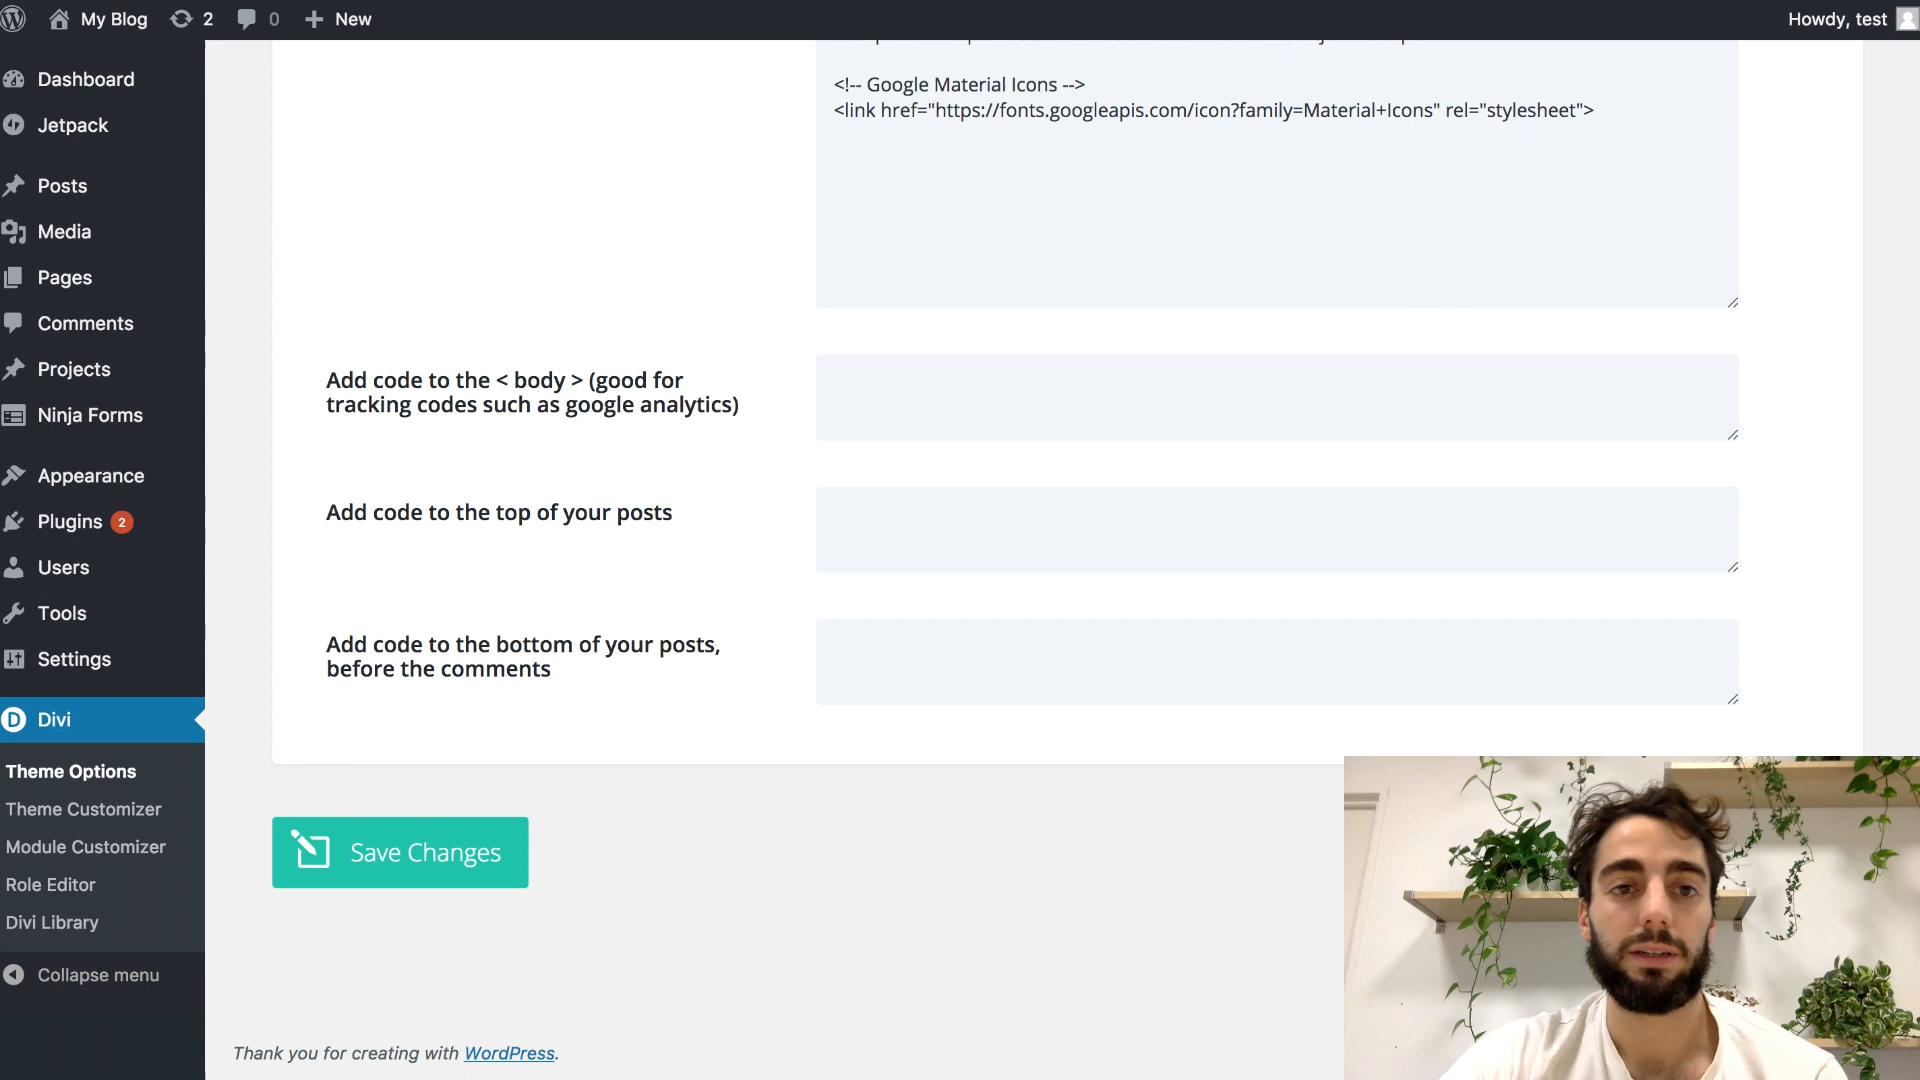 My Blog 2 0 New Howdy, test
Dashboard
Jetpack
Posts
Media
Pages
Comments
Projects
Ninja Forms
Appearance
Plugins 2
Users
Tools
Settings
Divi
Theme Options
Theme Customizer
Module Customizer
Role Editor
Divi Library
Collapse menu
<!-- Google Material Icons -->
<link href="https://fonts.googleapis.com/icon?family=Material+Icons" rel="stylesheet">
Add code to the < body > (good for
tracking codes such as google analytics)
Add code to the top of your posts
Add code to the bottom of your posts,
before the comments
Save Changes
Thank you for creating with WordPress.